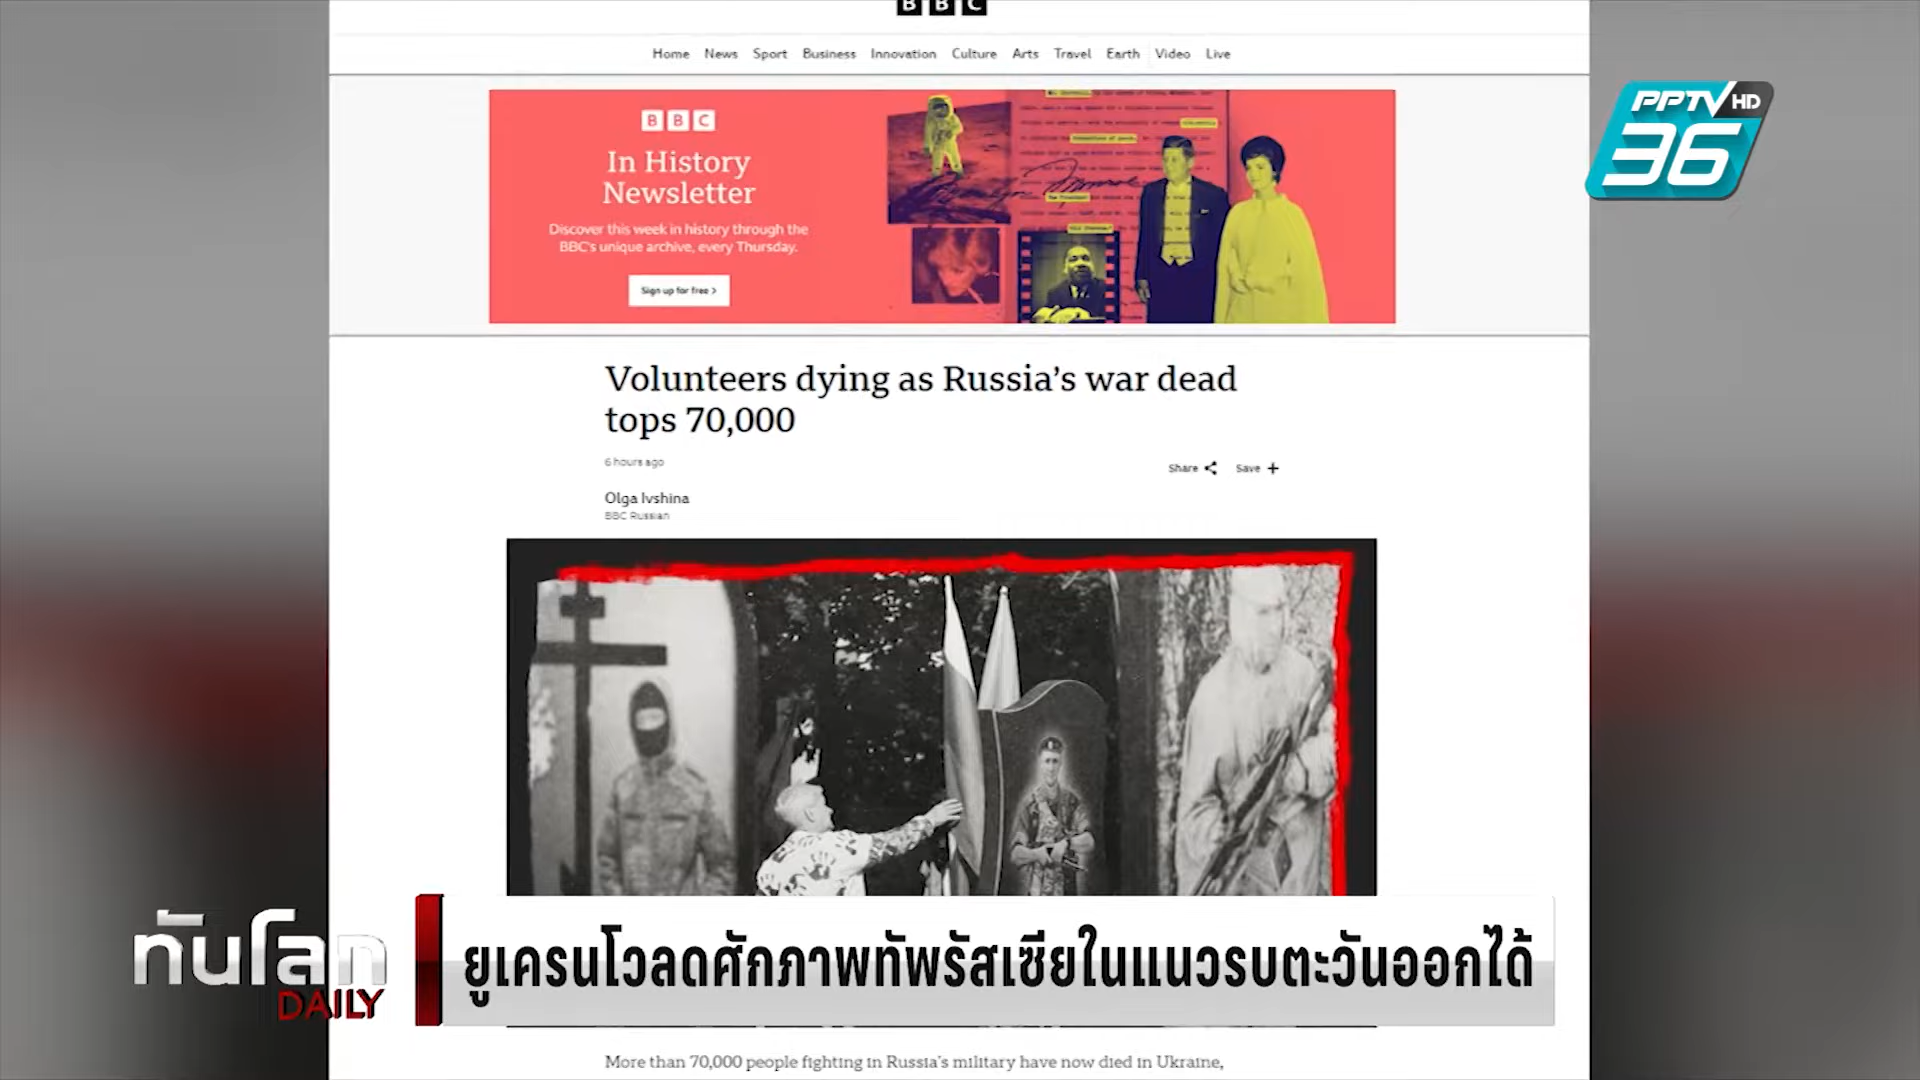 BBC
Home News Sport Business Innovation Culture Arts Travel Earth Video Live
BBC
In History
Newsletter
Discover this week in history through the
BBC's unique archive, every Thursday.
Sign up for free >
PPTV HD
36
Volunteers dying as Russia's war dead
tops 70,000
6 hours ago
Share Save +
Olga Ivshina
BBC Russian
ทันโลก
DAILY
ยูเครนโวลดศักภาพทัพรัสเซียในแนวรบตะวันออกได้
More than 70,000 people fighting in Russia's military have now died in Ukraine,